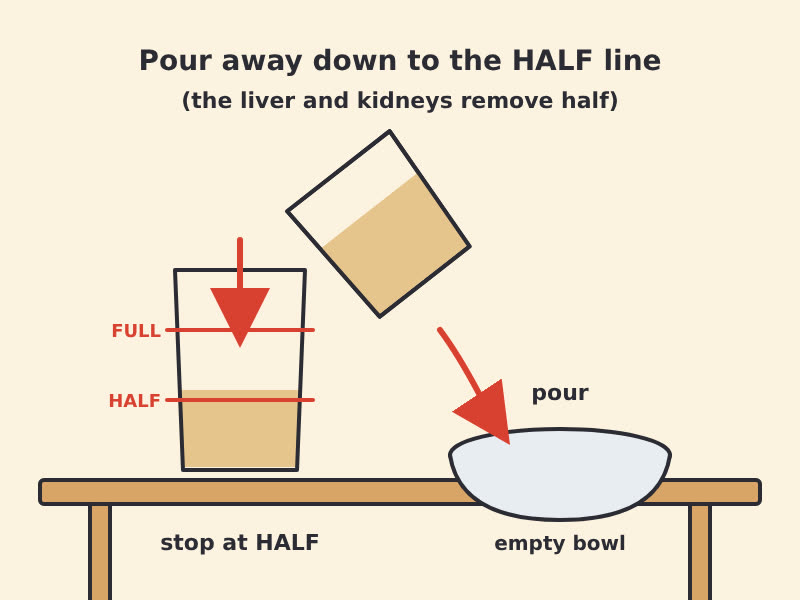 Pour away down to the HALF line
(the liver and kidneys remove half)
FULL
HALF
pour
stop at HALF
empty bowl